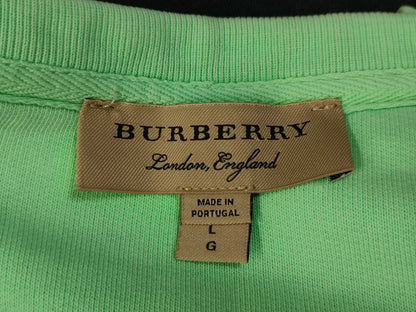 BURBERRY
London, England
MADE IN
PORTUGAL
L
G